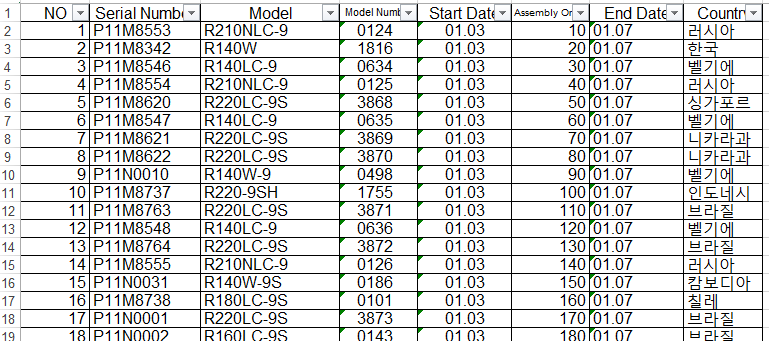 1 NO Serial Numbe Model Model Numb Start Date Assembly Or End Date Country
2 1 P11M8553 R210NLC-9 0124 01.03 10 01.07 러시아
3 2 P11M8342 R140W 1816 01.03 20 01.07 한국
4 3 P11M8546 R140LC-9 0634 01.03 30 01.07 벨기에
5 4 P11M8554 R210NLC-9 0125 01.03 40 01.07 러시아
6 5 P11M8620 R220LC-9S 3868 01.03 50 01.07 싱가포르
7 6 P11M8547 R140LC-9 0635 01.03 60 01.07 벨기에
8 7 P11M8621 R220LC-9S 3869 01.03 70 01.07 니카라과
9 8 P11M8622 R220LC-9S 3870 01.03 80 01.07 니카라과
10 9 P11N0010 R140W-9 0498 01.03 90 01.07 벨기에
11 10 P11M8737 R220-9SH 1755 01.03 100 01.07 인도네시
12 11 P11M8763 R220LC-9S 3871 01.03 110 01.07 브라질
13 12 P11M8548 R140LC-9 0636 01.03 120 01.07 벨기에
14 13 P11M8764 R220LC-9S 3872 01.03 130 01.07 브라질
15 14 P11M8555 R210NLC-9 0126 01.03 140 01.07 러시아
16 15 P11N0031 R140W-9S 0186 01.03 150 01.07 캄보디아
17 16 P11M8738 R180LC-9S 0101 01.03 160 01.07 칠레
18 17 P11N0001 R220LC-9S 3873 01.03 170 01.07 브라질
19 18 P11N0002 R160LC-9S 0143 01.03 180 01.07 브라질